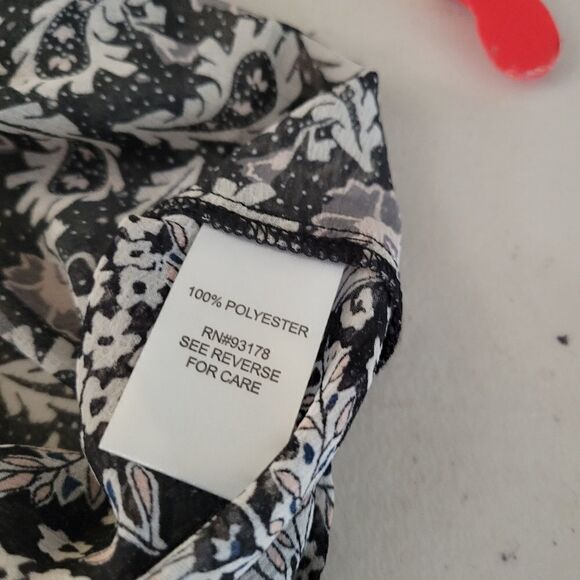 100% POLYESTER
RN#93178
SEE REVERSE
FOR CARE